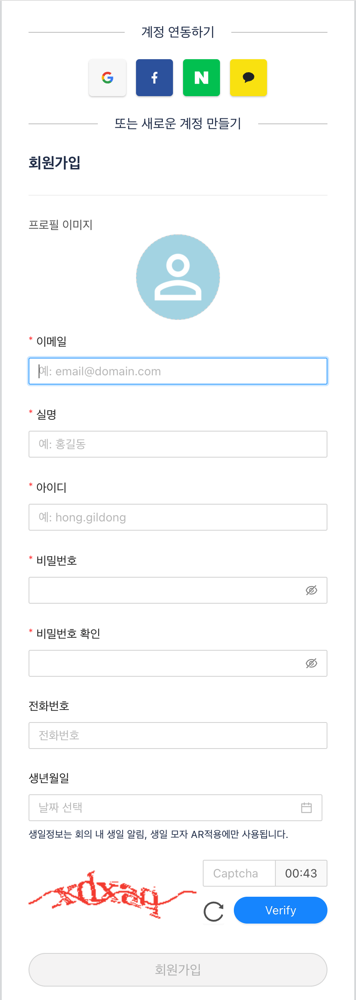 계정 연동하기
또는 새로운 계정 만들기
회원가입
프로필 이미지
* 이메일
예: email@domain.com
* 실명
예: 홍길동
* 아이디
예: hong.gildong
* 비밀번호
* 비밀번호 확인
전화번호
전화번호
생년월일
날짜 선택
생일정보는 회의 내 생일 알림, 생일 모자 AR적용에만 사용됩니다.
Captcha 00:43
Verify
회원가입